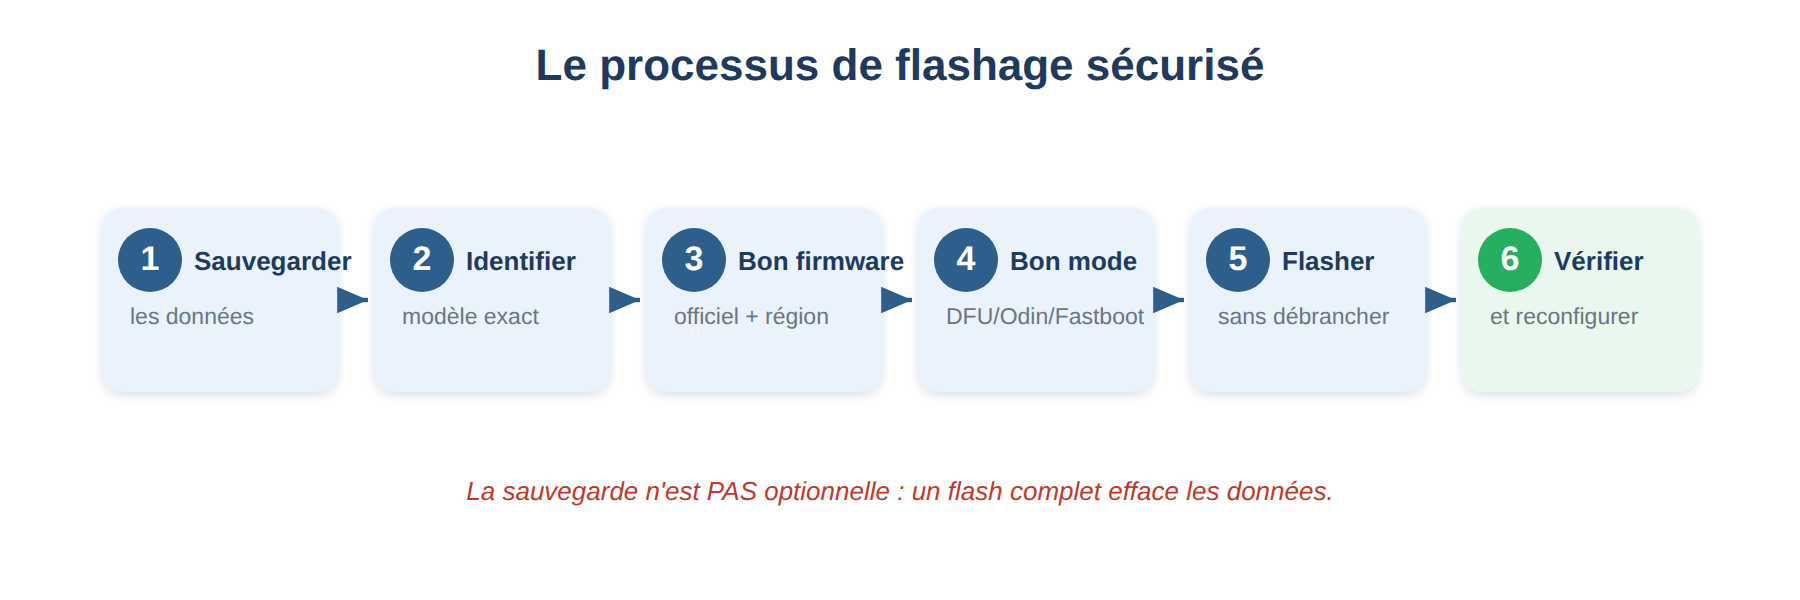 Le processus de flashage sécurisé
1 Sauvegarder
les données
2 Identifier
modèle exact
3 Bon firmware
officiel + région
4 Bon mode
DFU/Odin/Fastboot
5 Flasher
sans débrancher
6 Vérifier
et reconfigurer
La sauvegarde n'est PAS optionnelle : un flash complet efface les données.